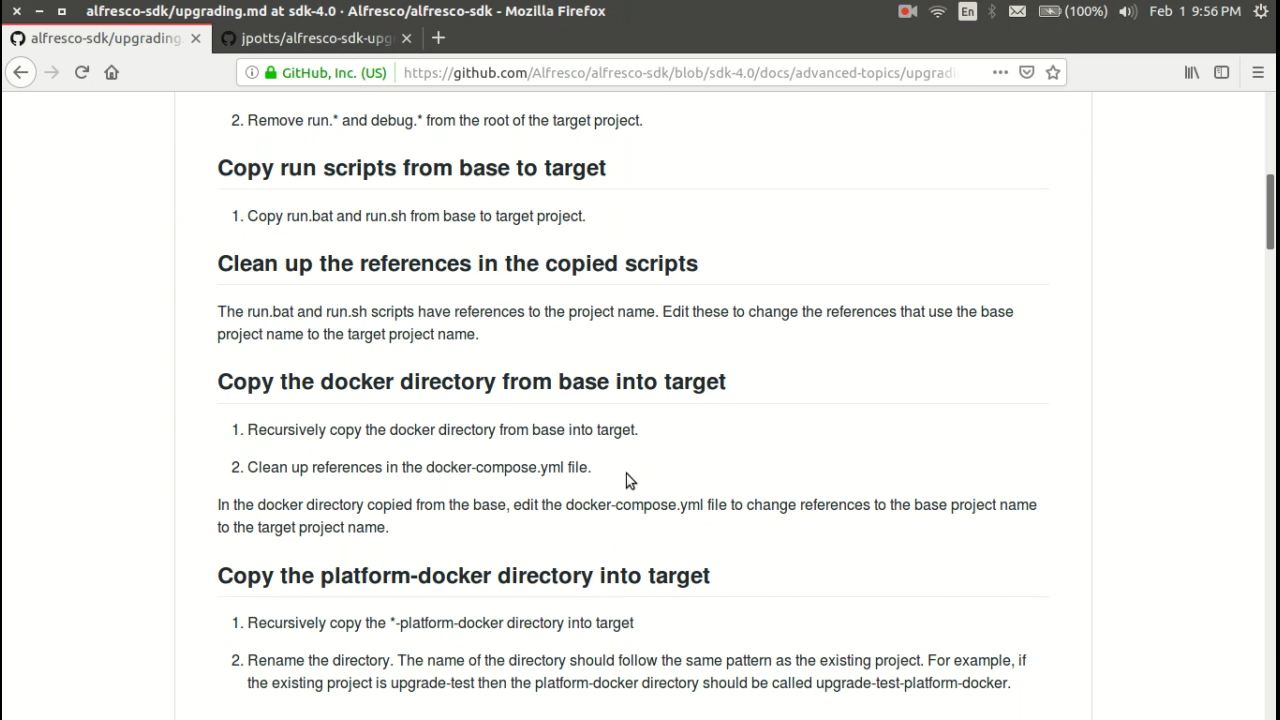 alfresco-sdk/upgrading.md at sdk-4.0 · Alfresco/alfresco-sdk - Mozilla Firefox
En
(100%)
Feb 1 9:56 PM
alfresco-sdk/upgrading.
jpotts/alfresco-sdk-upg
GitHub, Inc. (US)
https://github.com/Alfresco/alfresco-sdk/blob/sdk-4.0/docs/advanced-topics/upgradi
2. Remove run.* and debug.* from the root of the target project.
Copy run scripts from base to target
1. Copy run.bat and run.sh from base to target project.
Clean up the references in the copied scripts
The run.bat and run.sh scripts have references to the project name. Edit these to change the references that use the base
project name to the target project name.
Copy the docker directory from base into target
1. Recursively copy the docker directory from base into target.
2. Clean up references in the docker-compose.yml file.
In the docker directory copied from the base, edit the docker-compose.yml file to change references to the base project name
to the target project name.
Copy the platform-docker directory into target
1. Recursively copy the *-platform-docker directory into target
2. Rename the directory. The name of the directory should follow the same pattern as the existing project. For example, if
the existing project is upgrade-test then the platform-docker directory should be called upgrade-test-platform-docker.